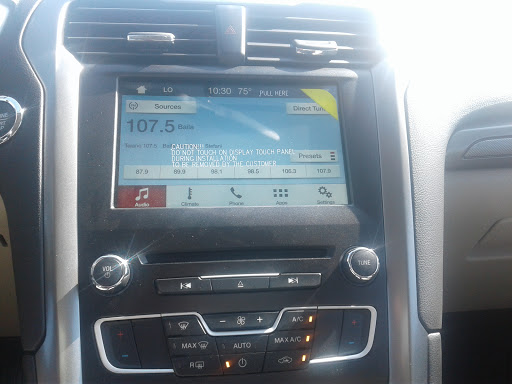 LO 10:30 75° PULL HERE
Sources
Direct Tune
107.5 Bails
CAUTION!!
DO NOT TOUCH ON DISPLAY TOUCH PANEL
DURING INSTALLATION
TO BE REMOVED BY THE CUSTOMER
Presets
87.9 89.9 98.1 98.5 106.3 107.9
Audio Climate Phone Apps Settings
VOL
TUNE
A/C
MAX AUTO MAX A/C
R